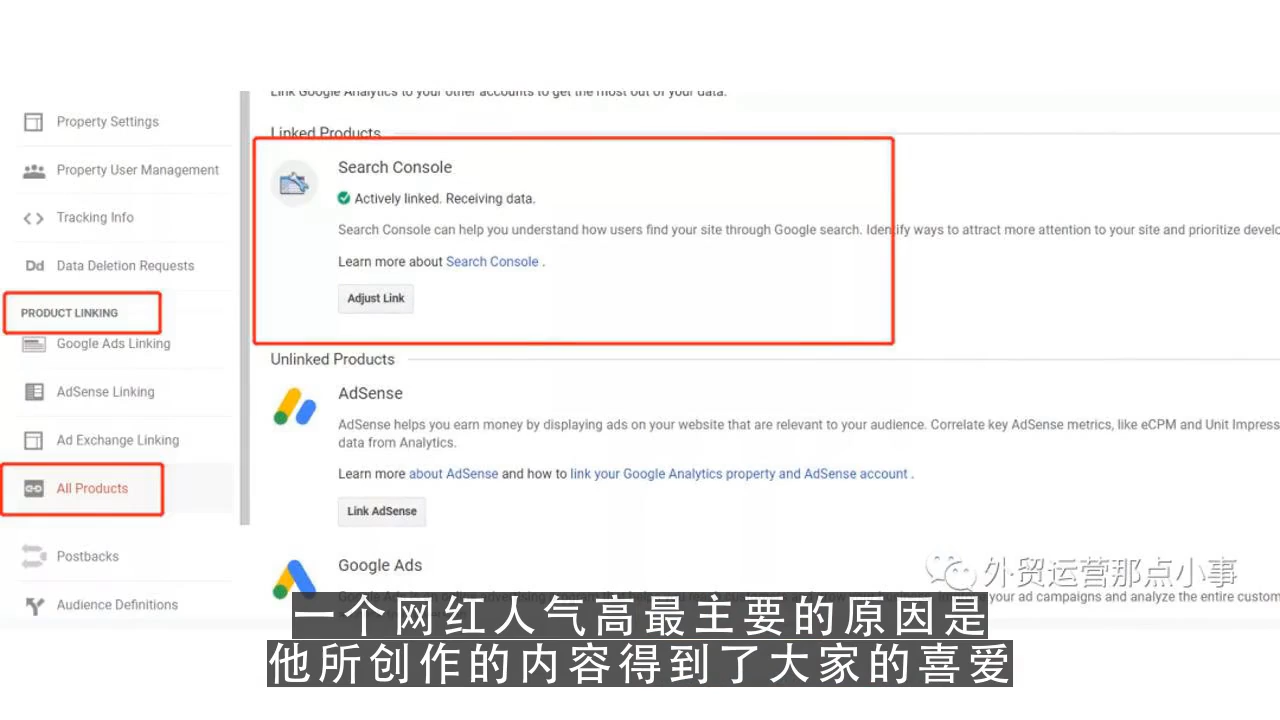 Link Google Analytics to your other accounts to get the most out of your data.
Property Settings
Property User Management
Tracking Info
Dd Data Deletion Requests
PRODUCT LINKING
Google Ads Linking
AdSense Linking
Ad Exchange Linking
All Products
Postbacks
Audience Definitions
Linked Products
Search Console
Actively linked. Receiving data.
Search Console can help you understand how users find your site through Google search. Identify ways to attract more attention to your site and prioritize develo
Learn more about Search Console .
Adjust Link
Unlinked Products
AdSense
AdSense helps you earn money by displaying ads on your website that are relevant to your audience. Correlate key AdSense metrics, like eCPM and Unit Impress
data from Analytics.
Learn more about AdSense and how to link your Google Analytics property and AdSense account .
Link AdSense
Google Ads
外贸运营那点小事
your ad campaigns and analyze the entire custom
一个网红人气高最主要的原因是
他所创作的内容得到了大家的喜爱